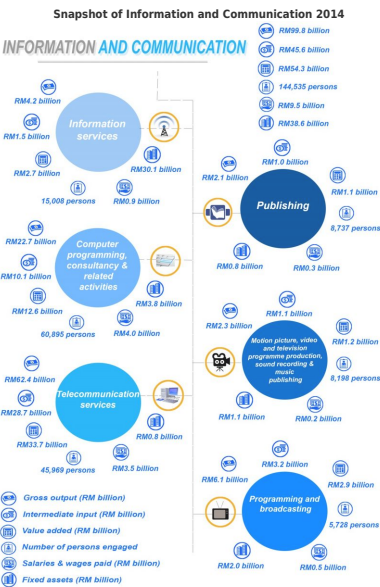 Snapshot of Information and Communication 2014
INFORMATION AND COMMUNICATION
RM99.8 billion
RM45.6 billion
RM54.3 billion
144,535 persons
RM9.5 billion
RM38.6 billion
RM4.2 billion
RM1.5 billion
RM2.7 billion
15,008 persons
RM0.9 billion
RM30.1 billion
Information
services
RM1.0 billion
RM2.1 billion
RM1.1 billion
8,737 persons
RM0.3 billion
RM0.8 billion
Publishing
RM22.7 billion
RM10.1 billion
RM12.6 billion
60,895 persons
RM4.0 billion
RM3.8 billion
Computer
programming,
consultancy &
related
activities
RM1.1 billion
RM2.3 billion
RM1.2 billion
8,198 persons
RM0.2 billion
RM1.1 billion
Motion picture, video
and television
programme production,
sound recording &
music
publishing
RM62.4 billion
RM28.7 billion
RM33.7 billion
45,969 persons
RM3.5 billion
RM0.8 billion
Telecommunication
services
RM3.2 billion
RM6.1 billion
RM2.9 billion
5,728 persons
RM0.5 billion
RM2.0 billion
Programming and
broadcasting
Gross output (RM billion)
Intermediate input (RM billion)
Value added (RM billion)
Number of persons engaged
Salaries & wages paid (RM billion)
Fixed assets (RM billion)